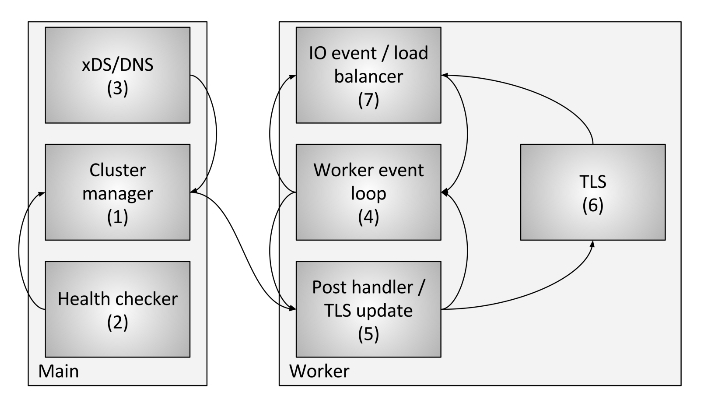 xDS/DNS
(3)
Cluster
manager
(1)
Health checker
(2)
Main
IO event / load
balancer
(7)
Worker event
loop
(4)
Post handler /
TLS update
(5)
TLS
(6)
Worker